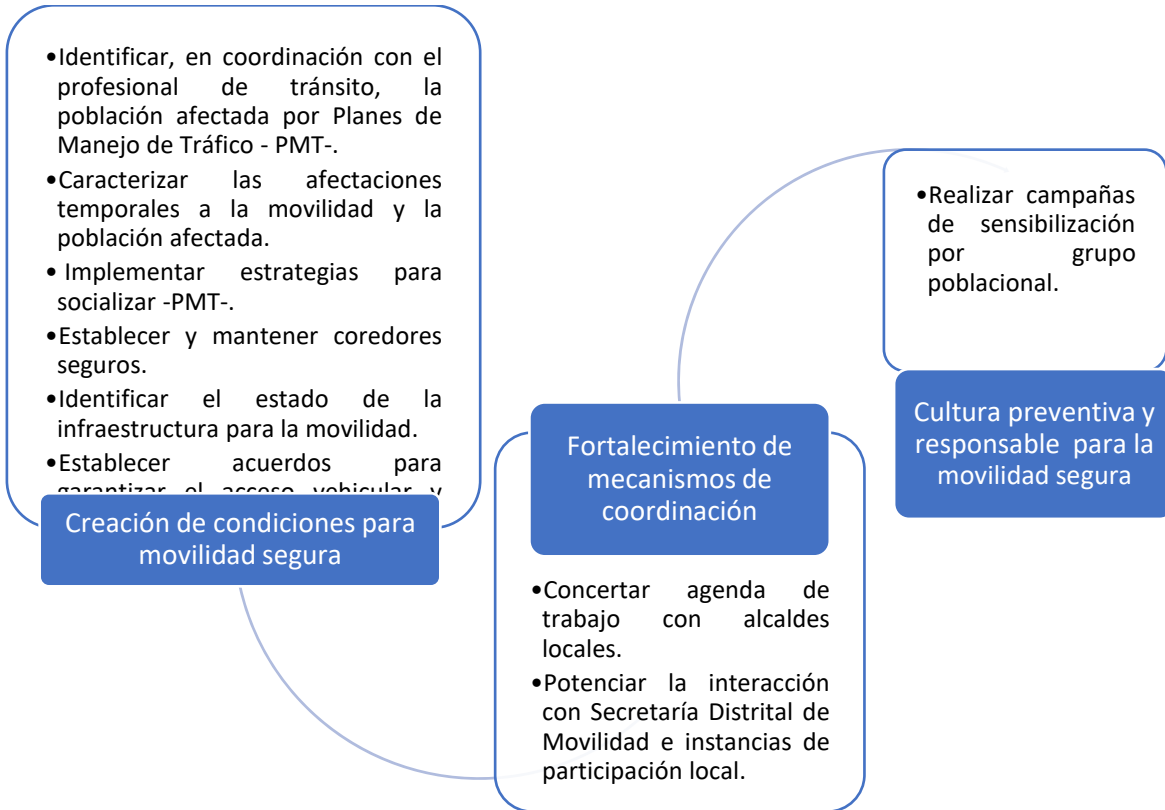 •Identificar, en coordinación con el
profesional de tránsito, la
población afectada por Planes de
Manejo de Tráfico - PMT-.
•Caracterizar las afectaciones
temporales a la movilidad y la
población afectada.
• Implementar estrategias para
socializar -PMT-.
•Establecer y mantener coredores
seguros.
•Identificar el estado de la
infraestructura para la movilidad.
•Establecer acuerdos para
garantizar el acceso vehicular y
Creación de condiciones para
movilidad segura
Fortalecimiento de
mecanismos de
coordinación
•Concertar agenda de
trabajo con alcaldes
locales.
•Potenciar la interacción
con Secretaría Distrital de
Movilidad e instancias de
participación local.
•Realizar campañas
de sensibilización
por grupo
poblacional.
Cultura preventiva y
responsable para la
movilidad segura